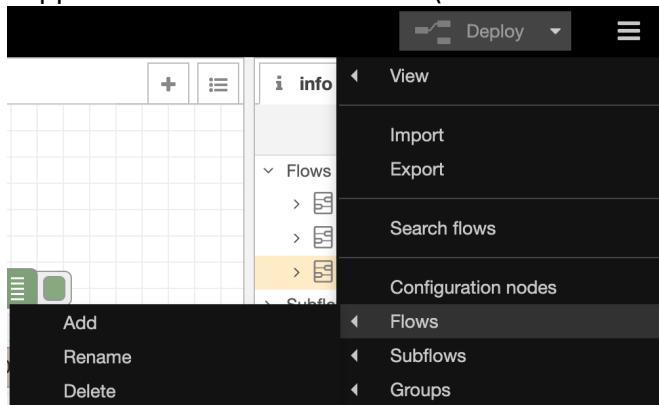 Deploy
info
View
Import
Export
Flows
Search flows
Configuration nodes
Add
Flows
Rename
Subflows
Delete
Groups